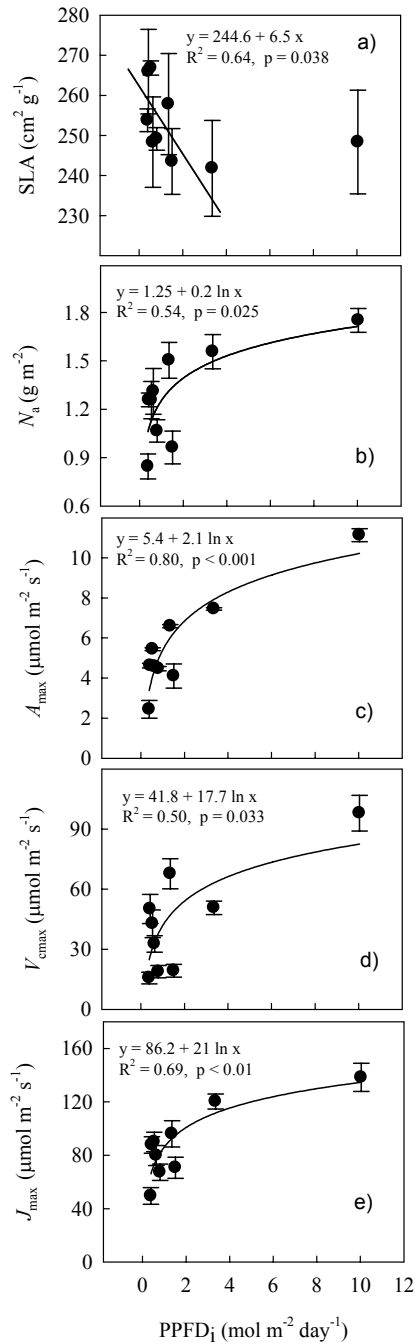 280
270
260
250
240
230
SLA (cm² g⁻¹)
y = 244.6 + 6.5 x
R² = 0.64, p = 0.038
a)
1.8
1.5
1.2
0.9
0.6
Nₐ (g m⁻²)
y = 1.25 + 0.2 ln x
R² = 0.54, p = 0.025
b)
10
8
6
4
2
0
Amax (μmol m⁻² s⁻¹)
y = 5.4 + 2.1 ln x
R² = 0.80, p < 0.001
c)
90
60
30
0
Vcmax (μmol m⁻² s⁻¹)
y = 41.8 + 17.7 ln x
R² = 0.50, p = 0.033
d)
160
120
80
40
0
Jmax (μmol m⁻² s⁻¹)
y = 86.2 + 21 ln x
R² = 0.69, p < 0.01
e)
0 2 4 6 8 10 12
PPFDi (mol m⁻² day⁻¹)